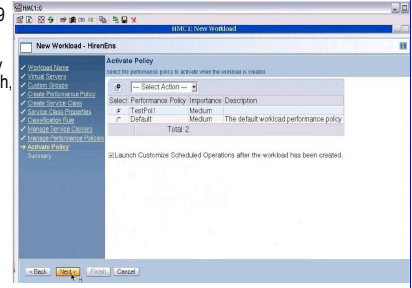 9
h,
HMC1:0
HMC1: New Workload
New Workload - HirenEns
Workload Name
Virtual Servers
Custom Groups
Create Performance Policy
Create Service Class
Service Class Properties
Classification Rule
Manage Service Classes
Manage Performance Policies
Activate Policy
Summary
Activate Policy
Select the performance policy to activate when the workload is created.
--- Select Action ---
Select Performance Policy Importance Description
TestPol1 Medium
Default Medium The default workload performance policy
Total: 2
Launch Customize Scheduled Operations after the workload has been created.
< Back Next > Finish Cancel